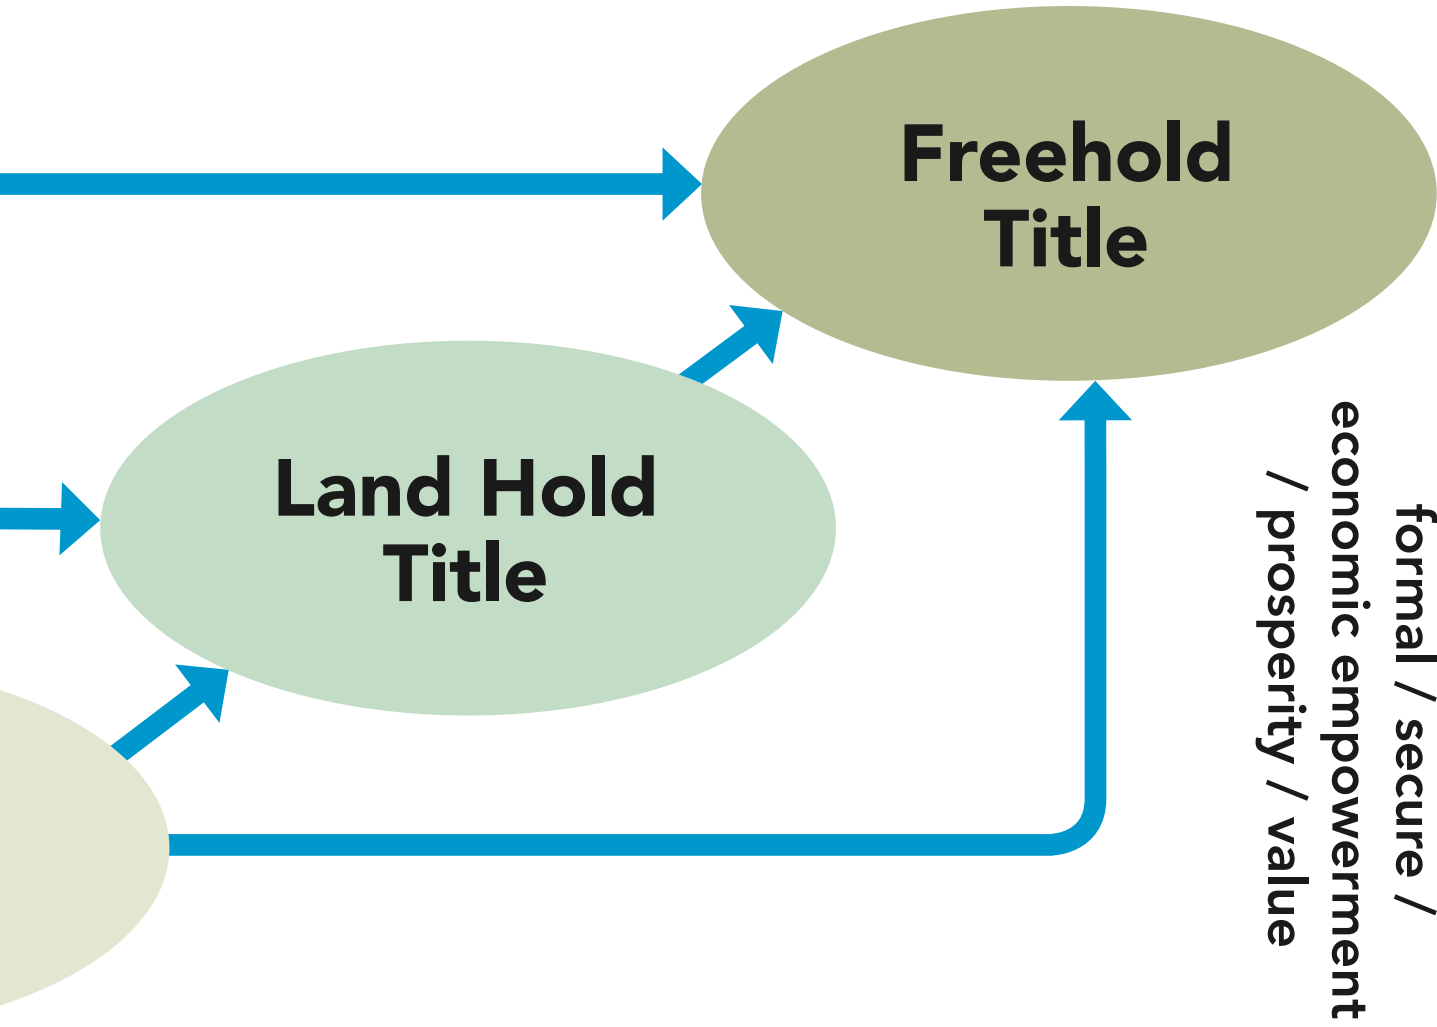 Freehold
Title
Land Hold
Title
formal / secure /
economic empowerment
/ prosperity / value